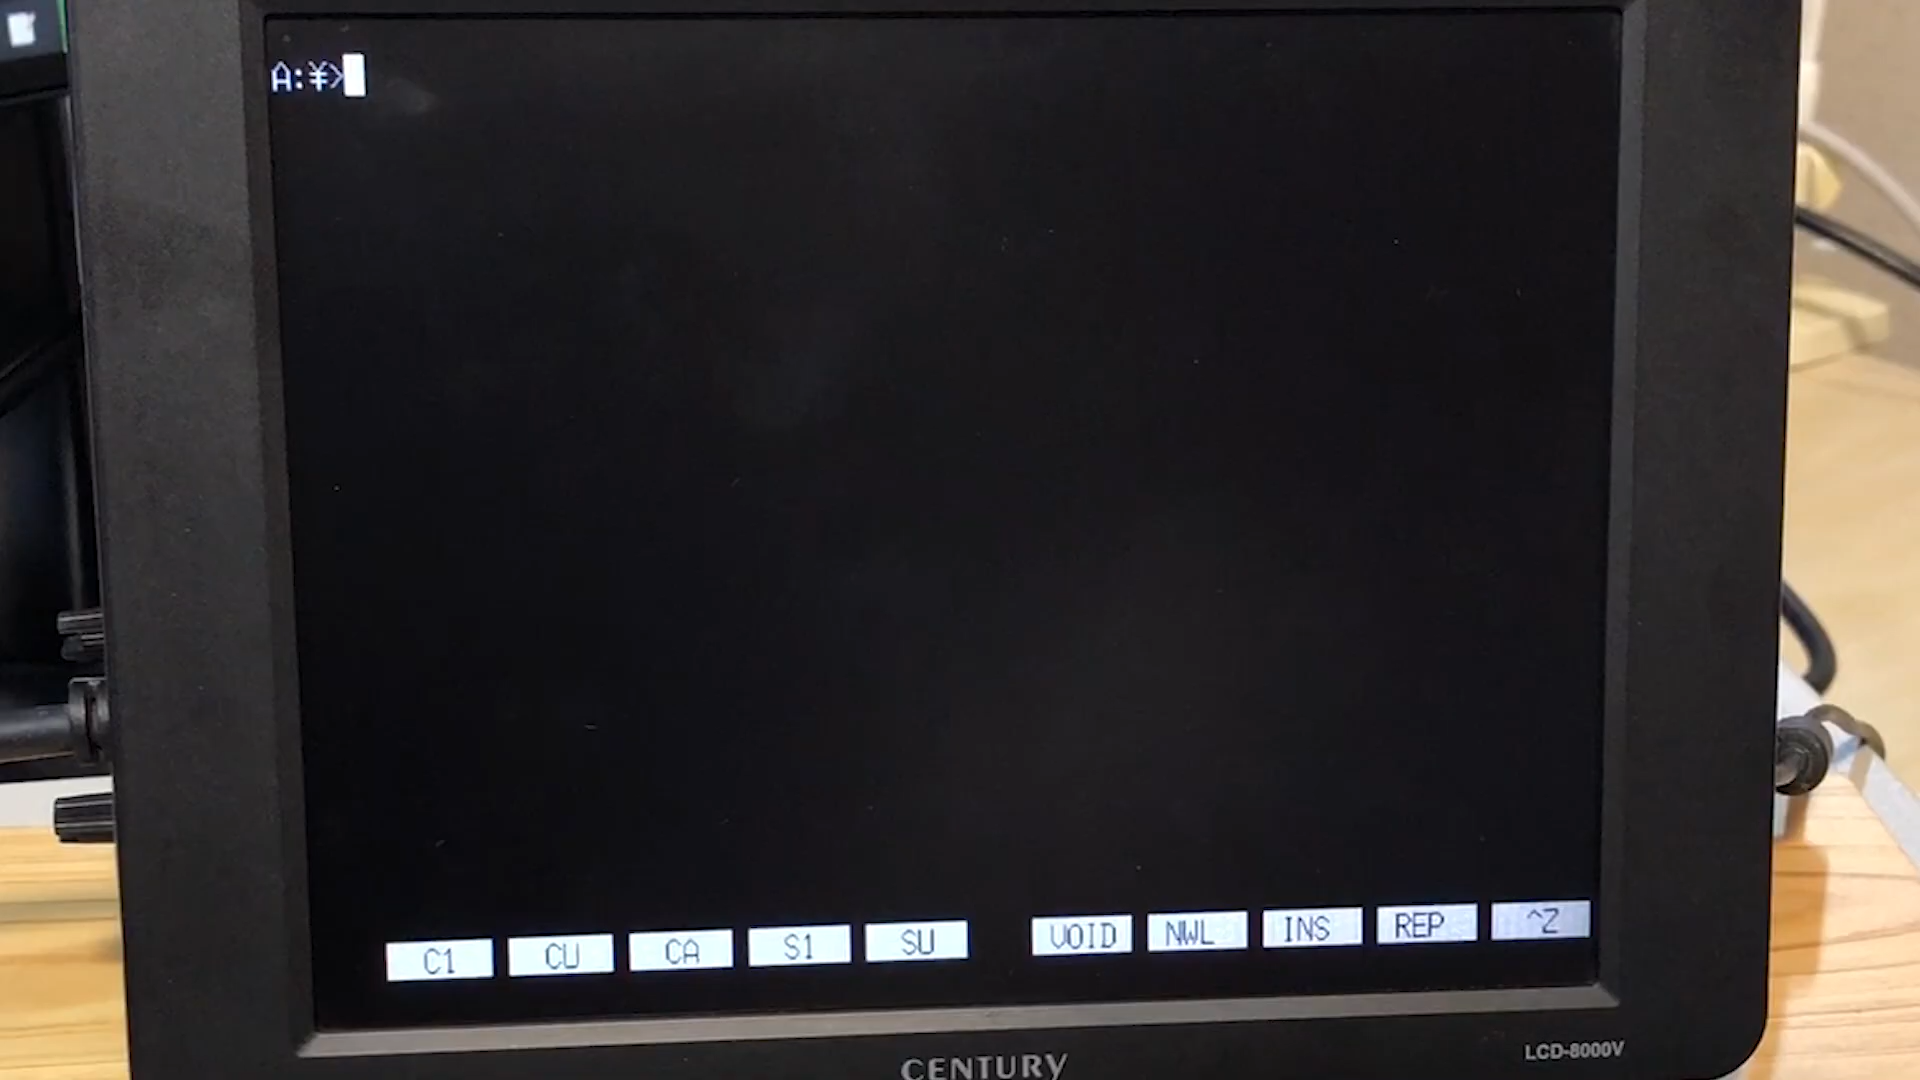 A:¥>
C1 CU CA S1 SU VOID NWL INS REP ^Z
CENTURY
LCD-8000V